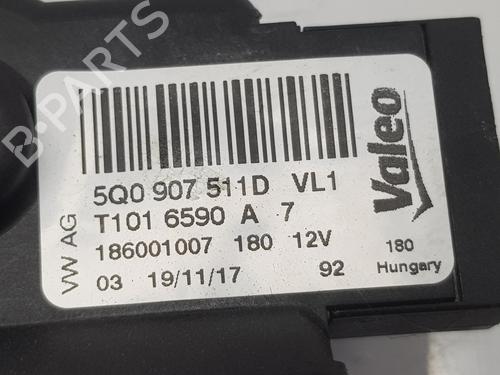 5Q0 907 511D VL1
T101 6590 A 7
186001007 180 12V
03 19/11/17 92
VW AG
Valeo
180
Hungary
B-PARTS